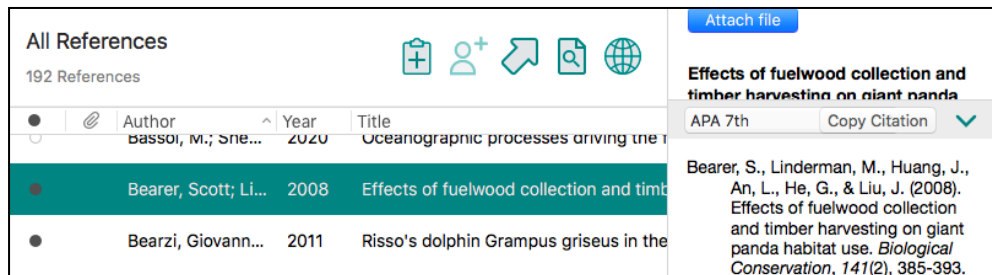 All References
192 References
Author Year Title
Bassoi, M.; She... 2020 Oceanographic processes driving the f
Bearer, Scott; Li... 2008 Effects of fuelwood collection and timb
Bearzi, Giovann... 2011 Risso's dolphin Grampus griseus in the
Attach file
Effects of fuelwood collection and
timber harvesting on giant panda
APA 7th Copy Citation
Bearer, S., Linderman, M., Huang, J.,
An, L., He, G., & Liu, J. (2008).
Effects of fuelwood collection
and timber harvesting on giant
panda habitat use. Biological
Conservation, 141(2), 385-393.